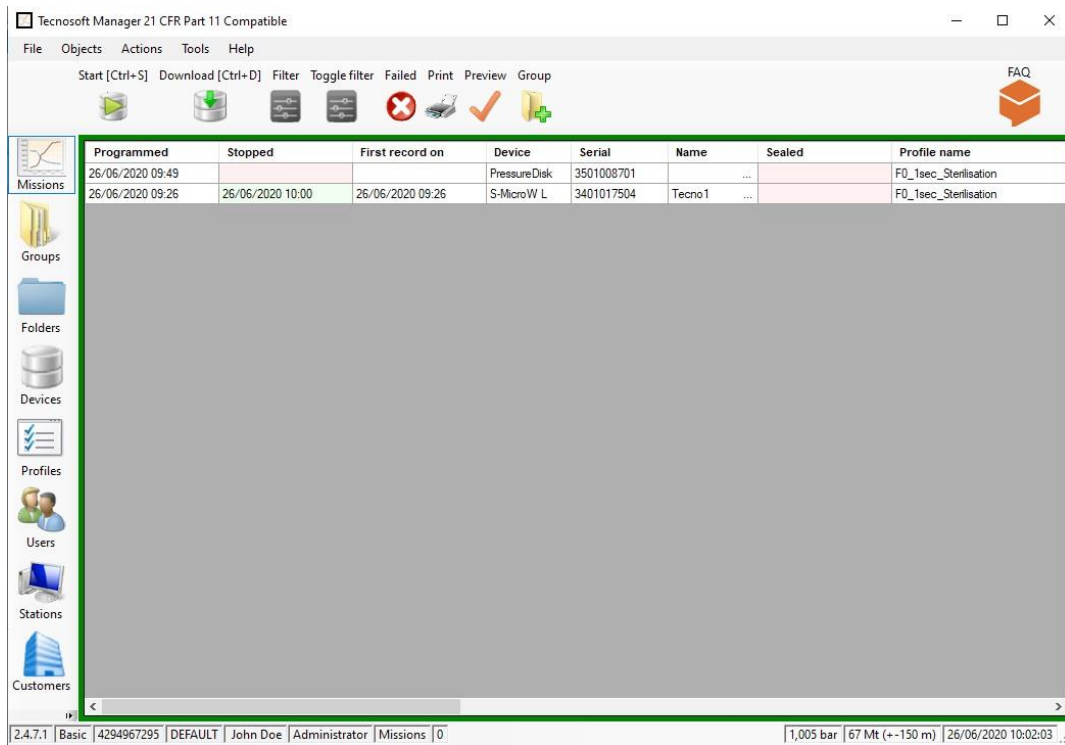 Tecnosoft Manager 21 CFR Part 11 Compatible
File Objects Actions Tools Help
Start [Ctrl+S] Download [Ctrl+D] Filter Toggle filter Failed Print Preview Group
FAQ
Programmed Stopped First record on Device Serial Name Sealed Profile name
26/06/2020 09:49 PressureDisk 3501008701 ... F0_1sec_Sterilisation
26/06/2020 09:26 26/06/2020 10:00 26/06/2020 09:26 S-MicroW L 3401017504 Tecno1 ... F0_1sec_Sterilisation
Missions
Groups
Folders
Devices
Profiles
Users
Stations
Customers
2.4.7.1 Basic 4294967295 DEFAULT John Doe Administrator Missions 0 1,005 bar 67 Mt (+-150 m) 26/06/2020 10:02:03